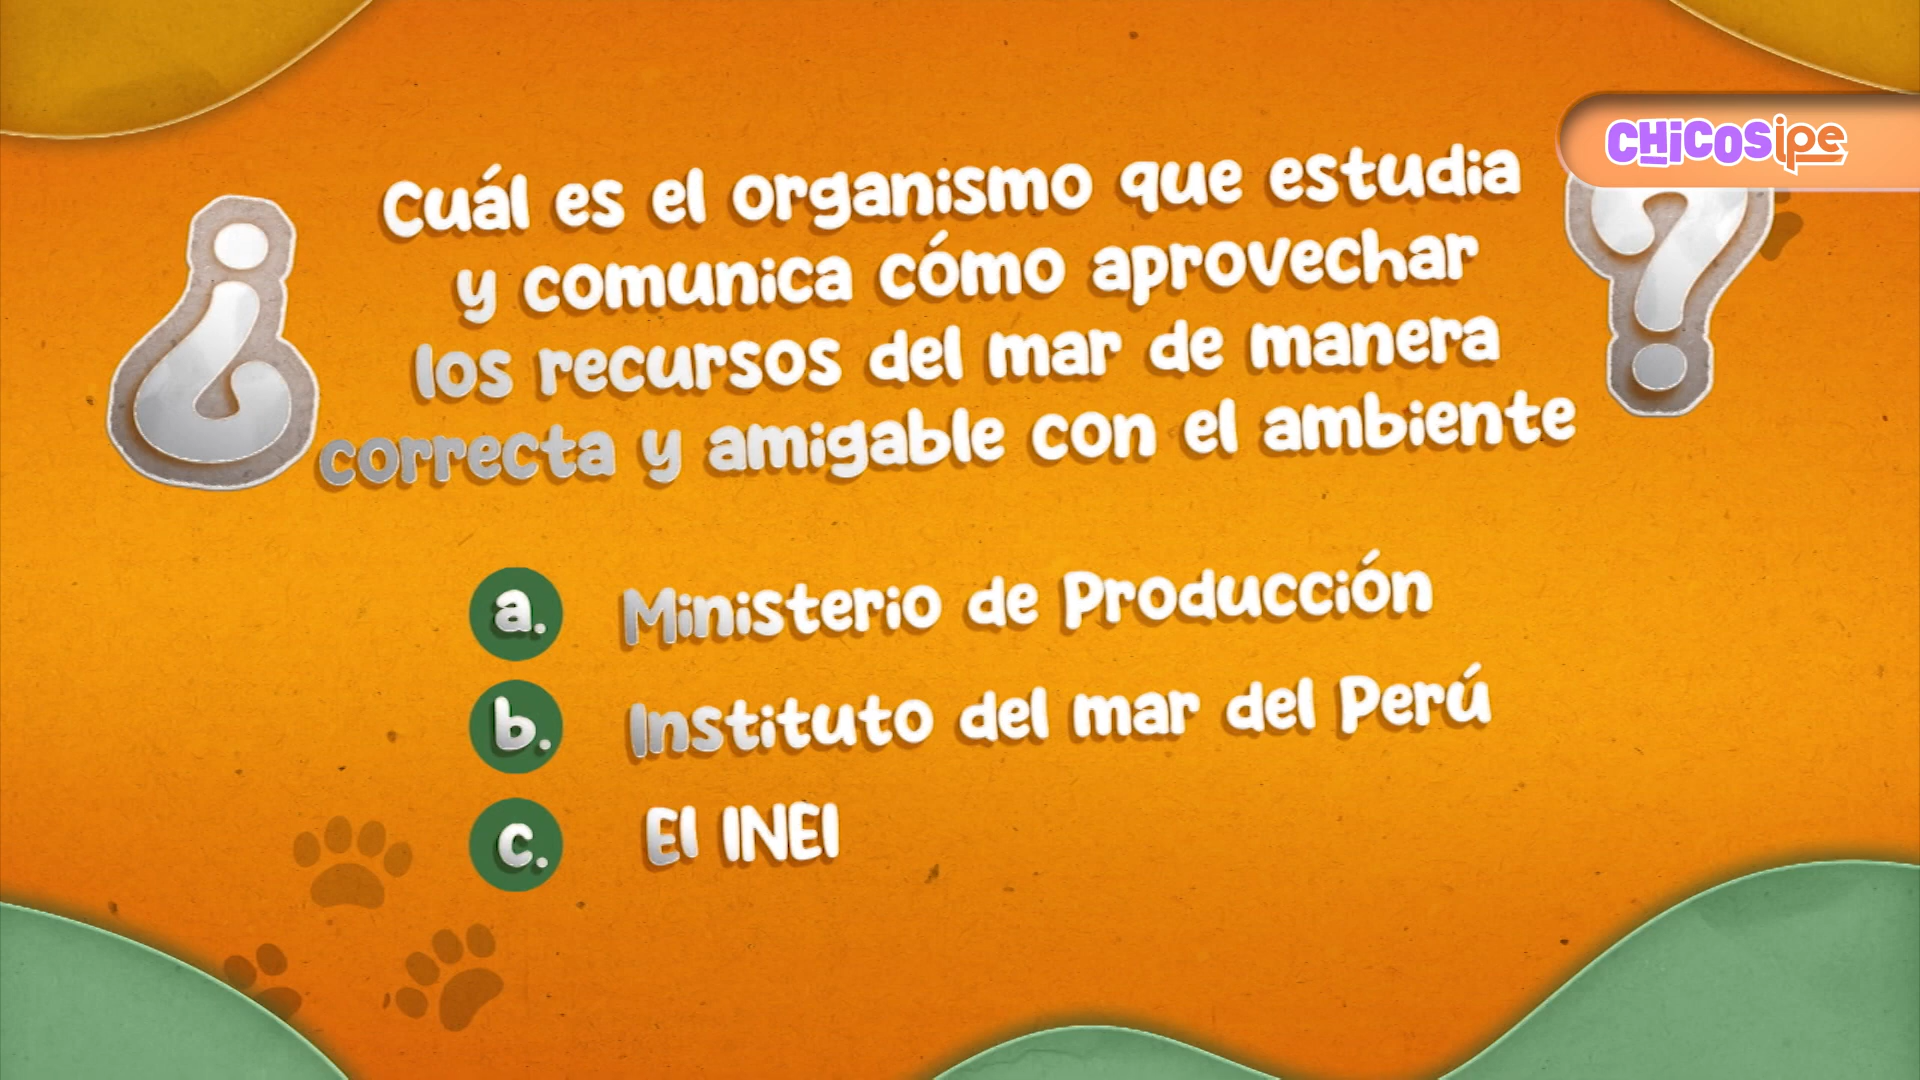 CHiCOSipe
¿
Cuál es el organismo que estudia
y comunica cómo aprovechar
los recursos del mar de manera
correcta y amigable con el ambiente
?
a. Ministerio de Producción
b. Instituto del mar del Perú
c. El INEI